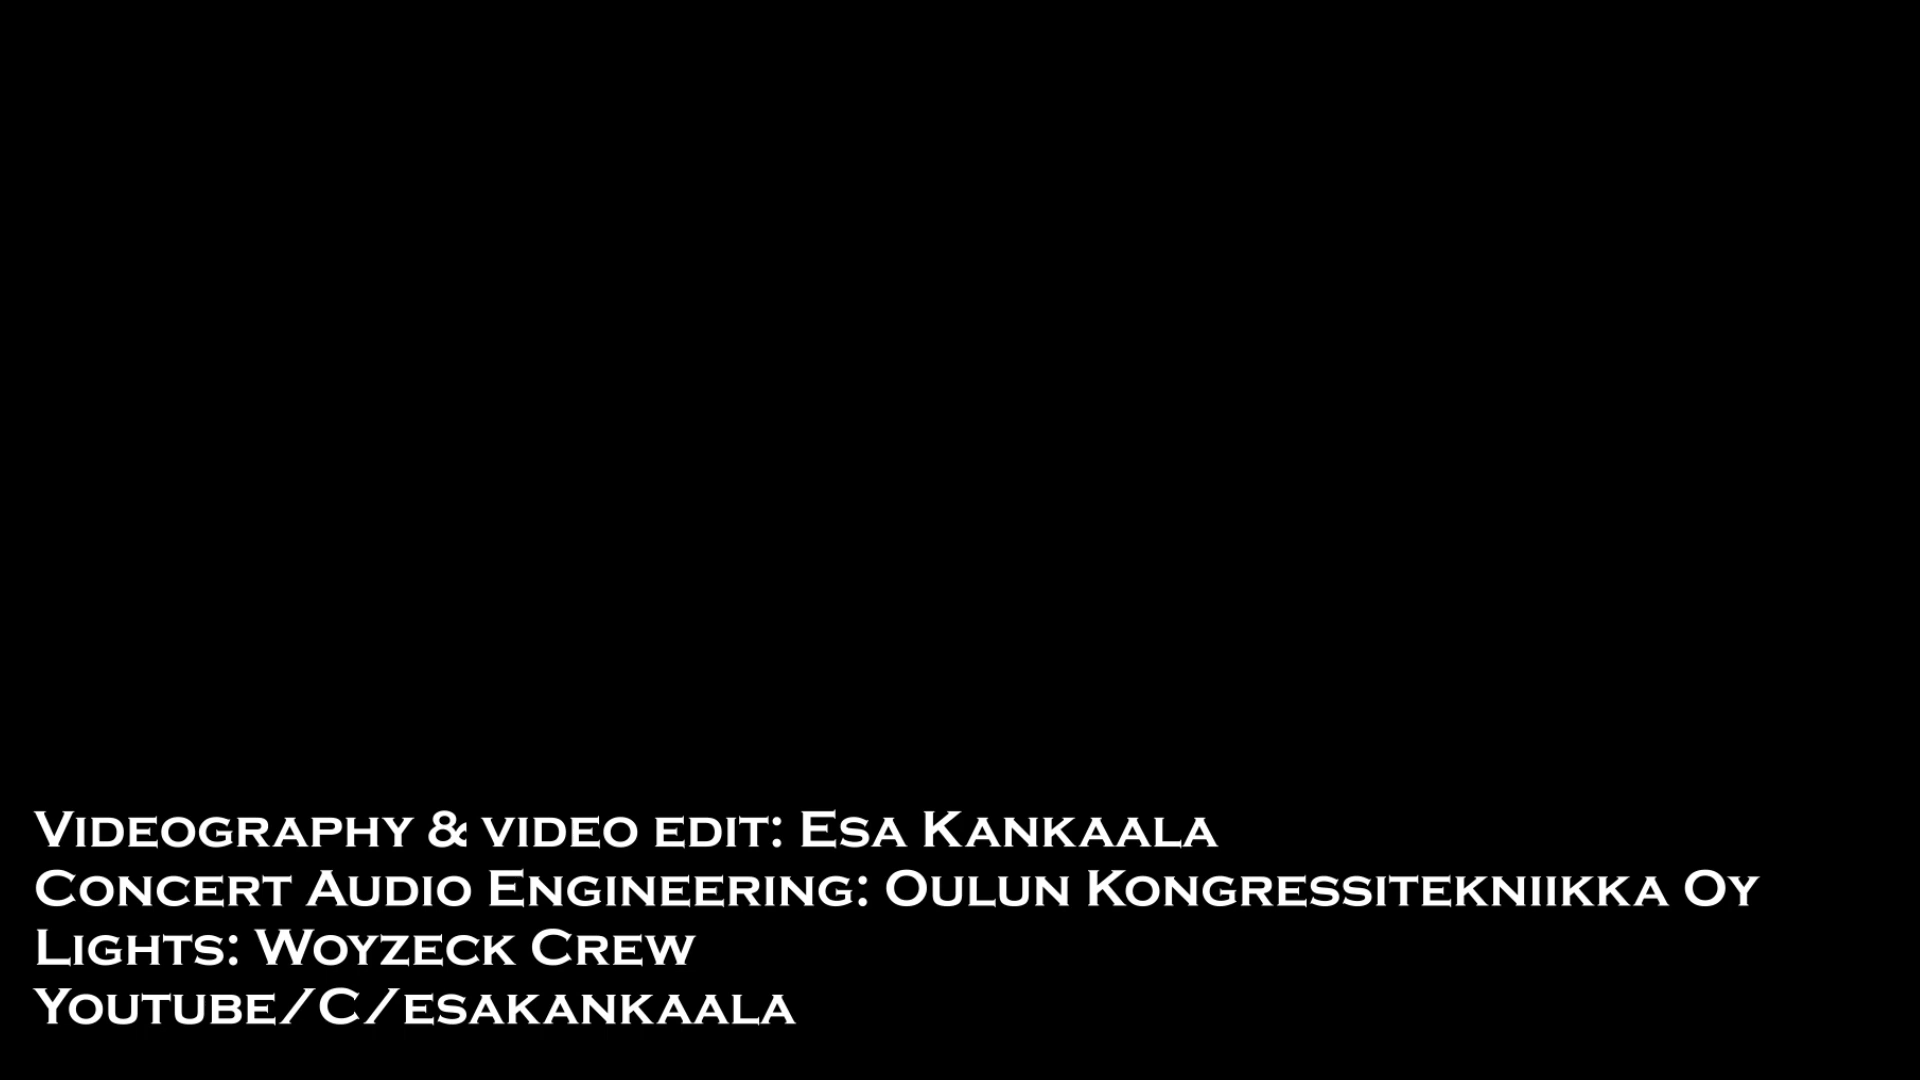 Videography & video edit: Esa Kankaala
Concert Audio Engineering: Oulun Kongressitekniikka Oy
Lights: Woyzeck Crew
Youtube/C/esakankaala